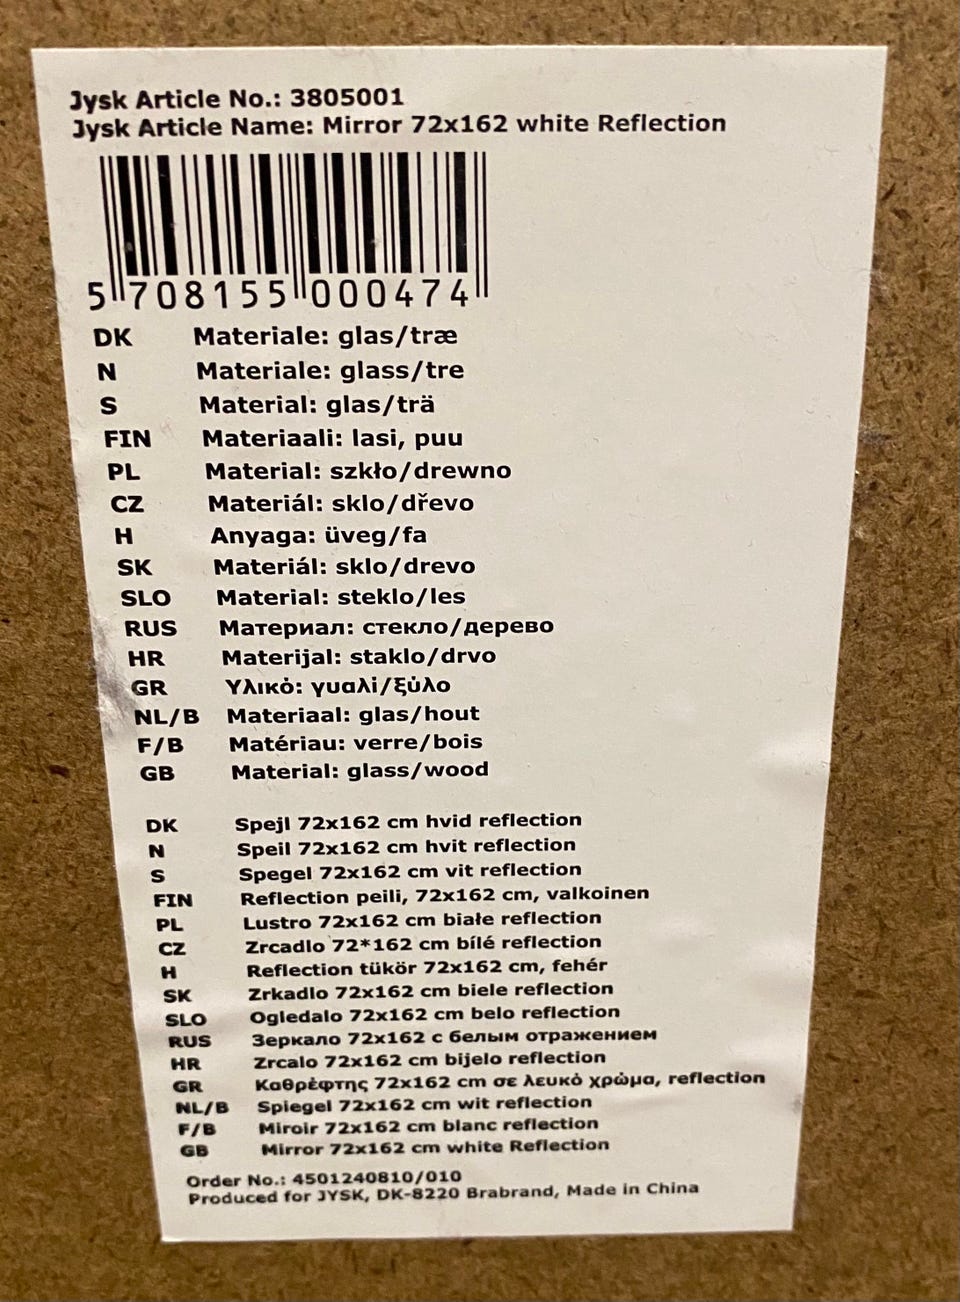 Jysk Article No.: 3805001
Jysk Article Name: Mirror 72x162 white Reflection
5 708155 000474
DK Materiale: glas/træ
N Materiale: glass/tre
S Material: glas/trä
FIN Materiaali: lasi, puu
PL Material: szkło/drewno
CZ Materiál: sklo/dřevo
H Anyaga: üveg/fa
SK Materiál: sklo/drevo
SLO Material: steklo/les
RUS Материал: стекло/дерево
HR Materijal: staklo/drvo
GR Υλικὀ: γυαλἰ/ξὐλο
NL/B Materiaal: glas/hout
F/B Matériau: verre/bois
GB Material: glass/wood
DK Spejl 72x162 cm hvid reflection
N Speil 72x162 cm hvit reflection
S Spegel 72x162 cm vit reflection
FIN Reflection peili, 72x162 cm, valkoinen
PL Lustro 72x162 cm białe reflection
CZ Zrcadlo 72*162 cm bílé reflection
H Reflection tükör 72x162 cm, fehér
SK Zrkadlo 72x162 cm biele reflection
SLO Ogledalo 72x162 cm belo reflection
RUS Зеркало 72x162 с белым отражением
HR Zrcalo 72x162 cm bijelo reflection
GR Καθρἐφτης 72x162 cm σε λευκὀ χρὠμα, reflection
NL/B Spiegel 72x162 cm wit reflection
F/B Miroir 72x162 cm blanc reflection
GB Mirror 72x162 cm white Reflection
Order No.: 4501240810/010
Produced for JYSK, DK-8220 Brabrand, Made in China